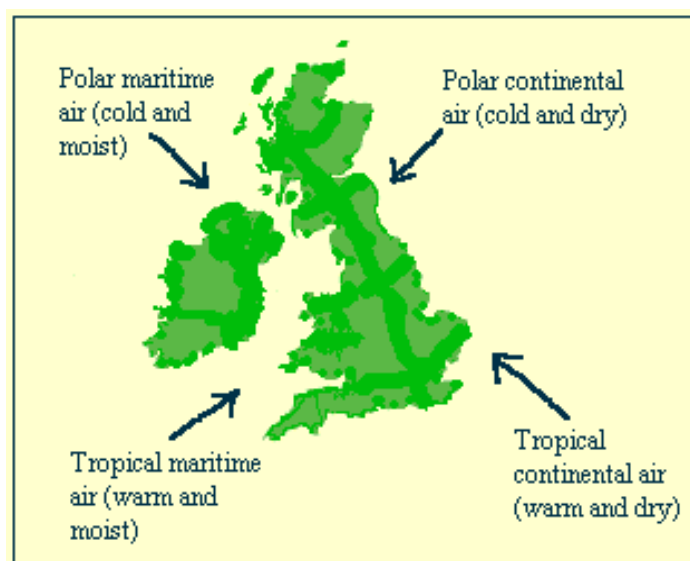 Polar maritime
air (cold and
moist)
Polar continental
air (cold and dry)
Tropical maritime
air (warm and
moist)
Tropical
continental air
(warm and dry)